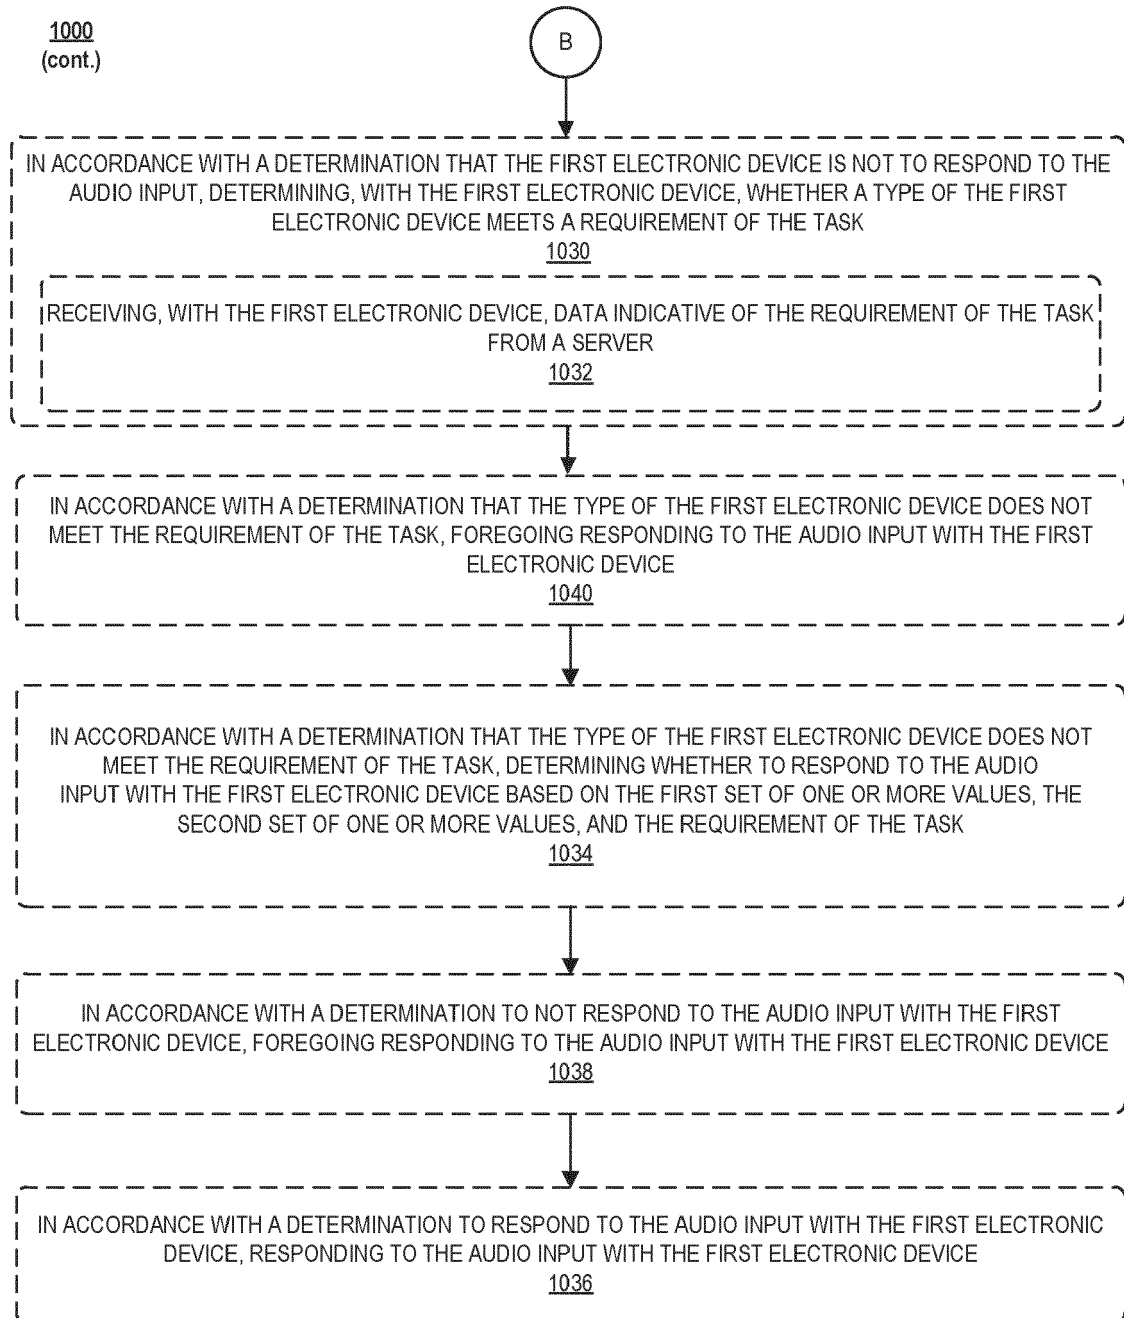 1000
(cont.)
B
IN ACCORDANCE WITH A DETERMINATION THAT THE FIRST ELECTRONIC DEVICE IS NOT TO RESPOND TO THE
AUDIO INPUT, DETERMINING, WITH THE FIRST ELECTRONIC DEVICE, WHETHER A TYPE OF THE FIRST
ELECTRONIC DEVICE MEETS A REQUIREMENT OF THE TASK
1030
RECEIVING, WITH THE FIRST ELECTRONIC DEVICE, DATA INDICATIVE OF THE REQUIREMENT OF THE TASK
FROM A SERVER
1032
IN ACCORDANCE WITH A DETERMINATION THAT THE TYPE OF THE FIRST ELECTRONIC DEVICE DOES NOT
MEET THE REQUIREMENT OF THE TASK, FOREGOING RESPONDING TO THE AUDIO INPUT WITH THE FIRST
ELECTRONIC DEVICE
1040
IN ACCORDANCE WITH A DETERMINATION THAT THE TYPE OF THE FIRST ELECTRONIC DEVICE DOES NOT
MEET THE REQUIREMENT OF THE TASK, DETERMINING WHETHER TO RESPOND TO THE AUDIO
INPUT WITH THE FIRST ELECTRONIC DEVICE BASED ON THE FIRST SET OF ONE OR MORE VALUES, THE
SECOND SET OF ONE OR MORE VALUES, AND THE REQUIREMENT OF THE TASK
1034
IN ACCORDANCE WITH A DETERMINATION TO NOT RESPOND TO THE AUDIO INPUT WITH THE FIRST
ELECTRONIC DEVICE, FOREGOING RESPONDING TO THE AUDIO INPUT WITH THE FIRST ELECTRONIC DEVICE
1038
IN ACCORDANCE WITH A DETERMINATION TO RESPOND TO THE AUDIO INPUT WITH THE FIRST ELECTRONIC
DEVICE, RESPONDING TO THE AUDIO INPUT WITH THE FIRST ELECTRONIC DEVICE
1036